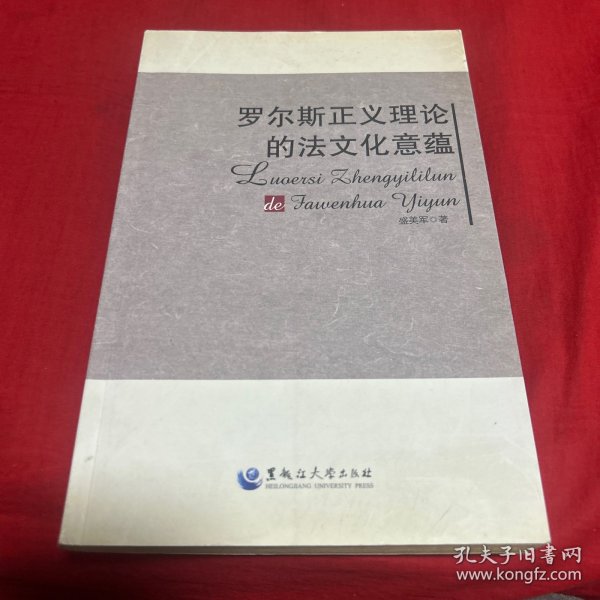 罗尔斯正义理论
的法文化意蕴
Luoersi Zhengyililun
de Fawenhua Yiyun
盛美军◎著
黑龙江大学出版社
HEILONGJIANG UNIVERSITY PRESS
孔夫子旧书网
www.kongfz.com